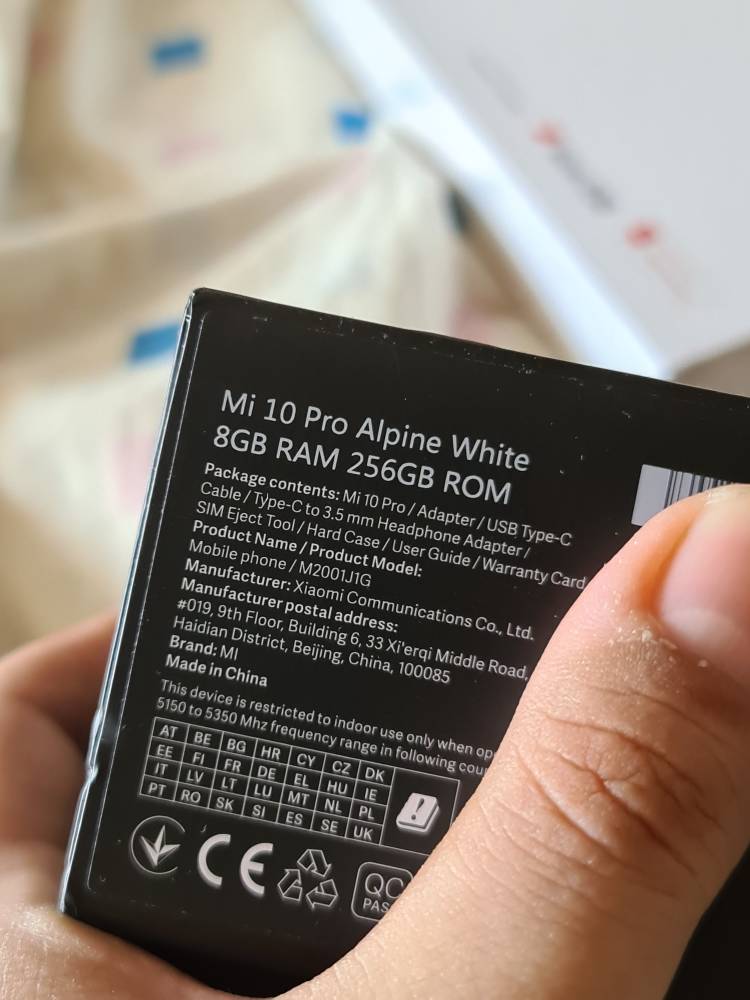 Mi 10 Pro Alpine White
8GB RAM 256GB ROM
Package contents: Mi 10 Pro / Adapter / USB Type-C
Cable / Type-C to 3.5 mm Headphone Adapter /
SIM Eject Tool / Hard Case / User Guide / Warranty Card
Product Name / Product Model:
Mobile phone / M2001J1G
Manufacturer: Xiaomi Communications Co., Ltd.
Manufacturer postal address:
#019, 9th Floor, Building 6, 33 Xi'erqi Middle Road,
Haidian District, Beijing, China, 100085
Brand: MI
Made in China
This device is restricted to indoor use only when op
5150 to 5350 Mhz frequency range in following cou
AT BE BG HR CY CZ DK
EE FI FR DE EL HU IE
IT LV LT LU MT NL PL
PT RO SK SI ES SE UK
CE
QC
PAS